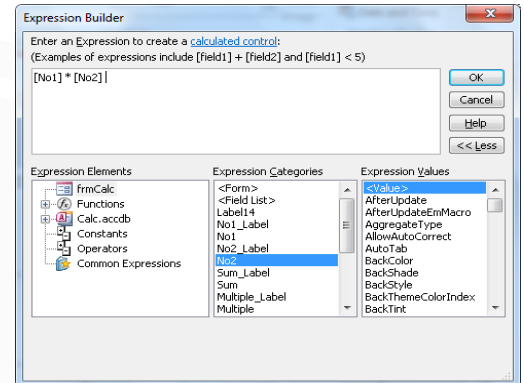 Expression Builder
Enter an Expression to create a calculated control:
(Examples of expressions include [field1] + [field2] and [field1] < 5)
[No1] * [No2]
OK
Cancel
Help
<< Less
Expression Elements
frmCalc
Functions
Calc.accdb
Constants
Operators
Common Expressions
Expression Categories
<Form>
<Field List>
Label14
No1_Label
No1
No2_Label
No2
Sum_Label
Sum
Multiple_Label
Multiple
Expression Values
<Value>
AfterUpdate
AfterUpdateEmMacro
AggregateType
AllowAutoCorrect
AutoTab
BackColor
BackShade
BackStyle
BackThemeColorIndex
BackTint